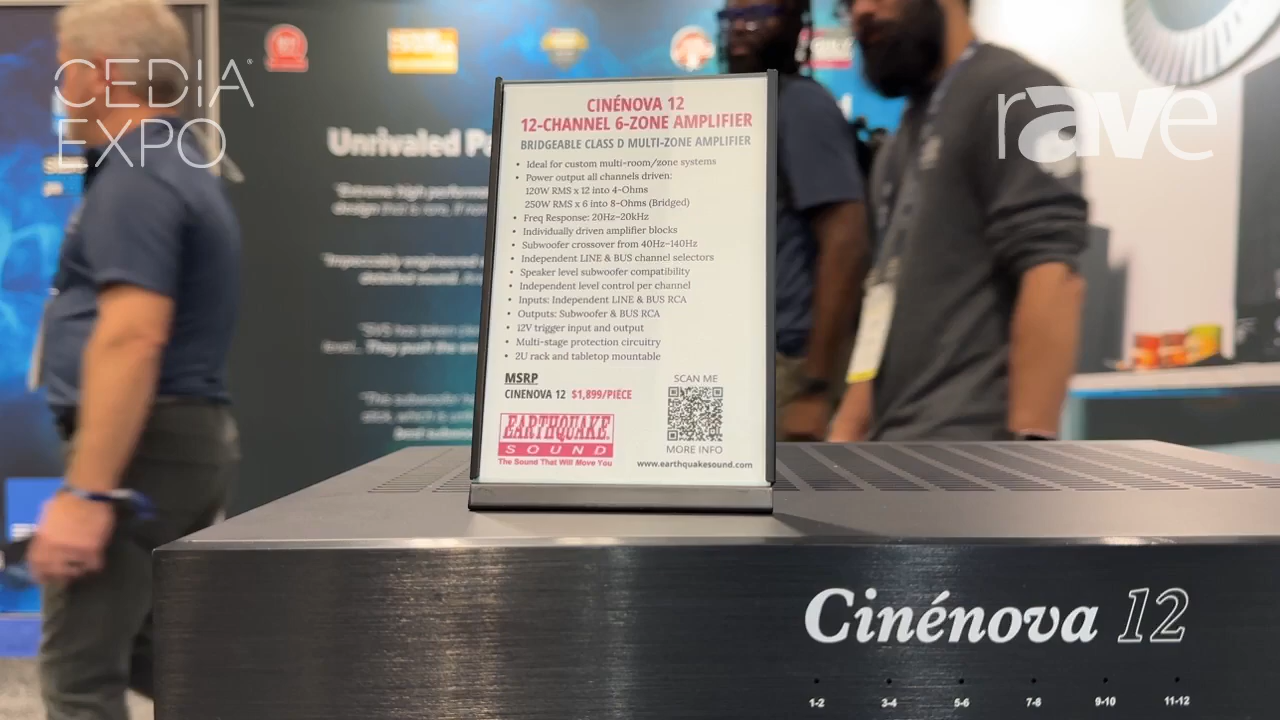 CEDIA
EXPO
rave
Unrivaled
CINÉNOVA 12
12-CHANNEL 6-ZONE AMPLIFIER
BRIDGEABLE CLASS D MULTI-ZONE AMPLIFIER
• Ideal for custom multi-room/zone systems
• Power output all channels driven:
120W RMS x 12 into 4-Ohms
250W RMS x 6 into 8-Ohms (Bridged)
• Freq Response: 20Hz-20kHz
• Individually driven amplifier blocks
• Subwoofer crossover from 40Hz-140Hz
• Independent LINE & BUS channel selectors
• Speaker level subwoofer compatibility
• Independent level control per channel
• Inputs: Independent LINE & BUS RCA
• Outputs: Subwoofer & BUS RCA
• 12V trigger input and output
• Multi-stage protection circuitry
• 2U rack and tabletop mountable
MSRP
CINENOVA 12 $1,899/PIECE
EARTHQUAKE
SOUND
The Sound That Will Move You
SCAN ME
MORE INFO
www.earthquakesound.com
Cinénova 12
1-2 3-4 5-6 7-8 9-10 11-12